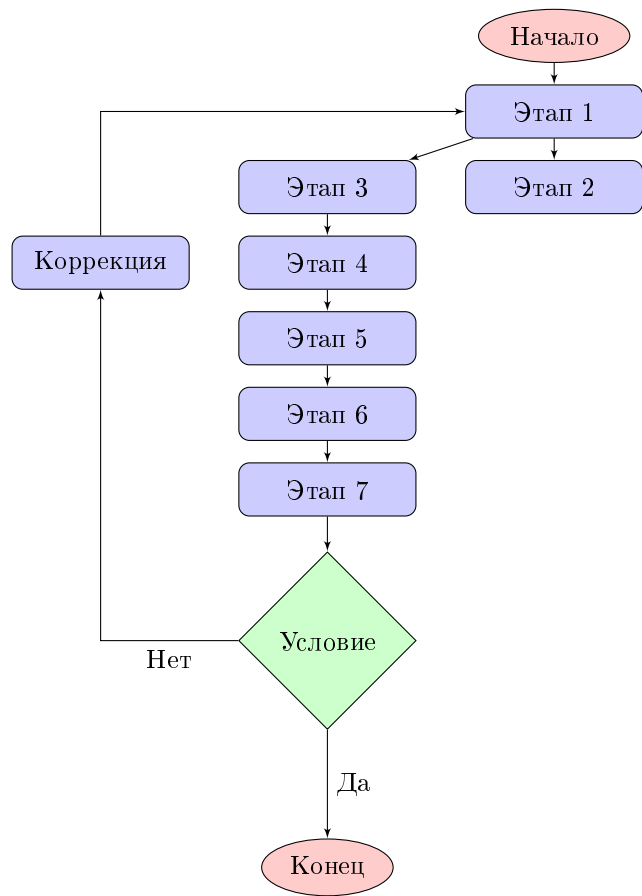 Начало
Этап 1
Этап 3
Этап 2
Коррекция
Этап 4
Этап 5
Этап 6
Этап 7
Условие
Нет
Да
Конец